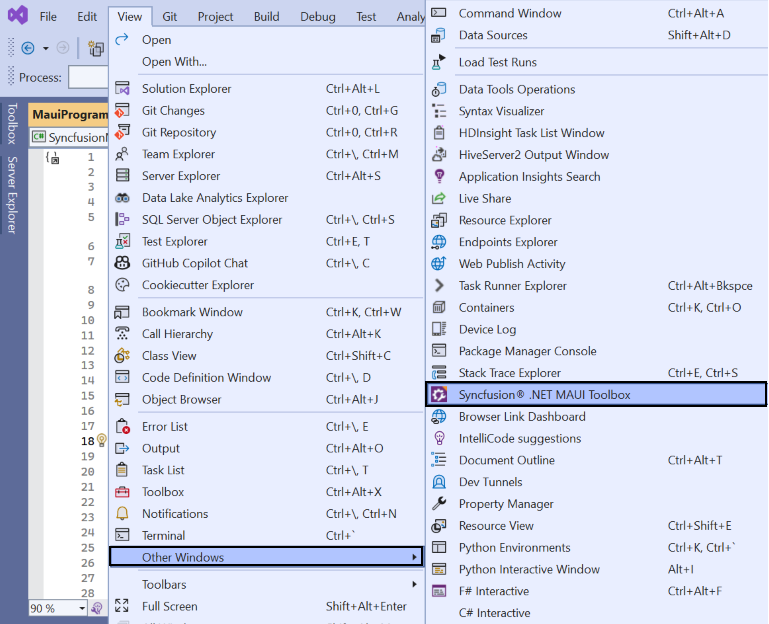 File Edit View Git Project Build Debug Test Analy
Process:
Toolbox
Server Explorer
MauiProgram
C# Syncfusion
1
2
3
4
5
6
7
8
9
10
11
12
13
14
15
16
17
18
19
20
21
22
23
24
25
26
27
28
90 %
Open
Open With...
Solution Explorer Ctrl+Alt+L
Git Changes Ctrl+0, Ctrl+G
Git Repository Ctrl+0, Ctrl+R
Team Explorer Ctrl+\, Ctrl+M
Server Explorer Ctrl+Alt+S
Data Lake Analytics Explorer
SQL Server Object Explorer Ctrl+\, Ctrl+S
Test Explorer Ctrl+E, T
GitHub Copilot Chat Ctrl+\, C
Cookiecutter Explorer
Bookmark Window Ctrl+K, Ctrl+W
Call Hierarchy Ctrl+Alt+K
Class View Ctrl+Shift+C
Code Definition Window Ctrl+\, D
Object Browser Ctrl+Alt+J
Error List Ctrl+\, E
Output Ctrl+Alt+O
Task List Ctrl+\, T
Toolbox Ctrl+Alt+X
Notifications Ctrl+\, Ctrl+N
Terminal Ctrl+`
Other Windows
Toolbars
Full Screen Shift+Alt+Enter
Command Window Ctrl+Alt+A
Data Sources Shift+Alt+D
Load Test Runs
Data Tools Operations
Syntax Visualizer
HDInsight Task List Window
HiveServer2 Output Window
Application Insights Search
Live Share
Resource Explorer
Endpoints Explorer
Web Publish Activity
Task Runner Explorer Ctrl+Alt+Bkspce
Containers Ctrl+K, Ctrl+O
Device Log
Package Manager Console
Stack Trace Explorer Ctrl+E, Ctrl+S
Syncfusion® .NET MAUI Toolbox
Browser Link Dashboard
IntelliCode suggestions
Document Outline Ctrl+Alt+T
Dev Tunnels
Property Manager
Resource View Ctrl+Shift+E
Python Environments Ctrl+K, Ctrl+`
Python Interactive Window Alt+I
F# Interactive Ctrl+Alt+F
C# Interactive